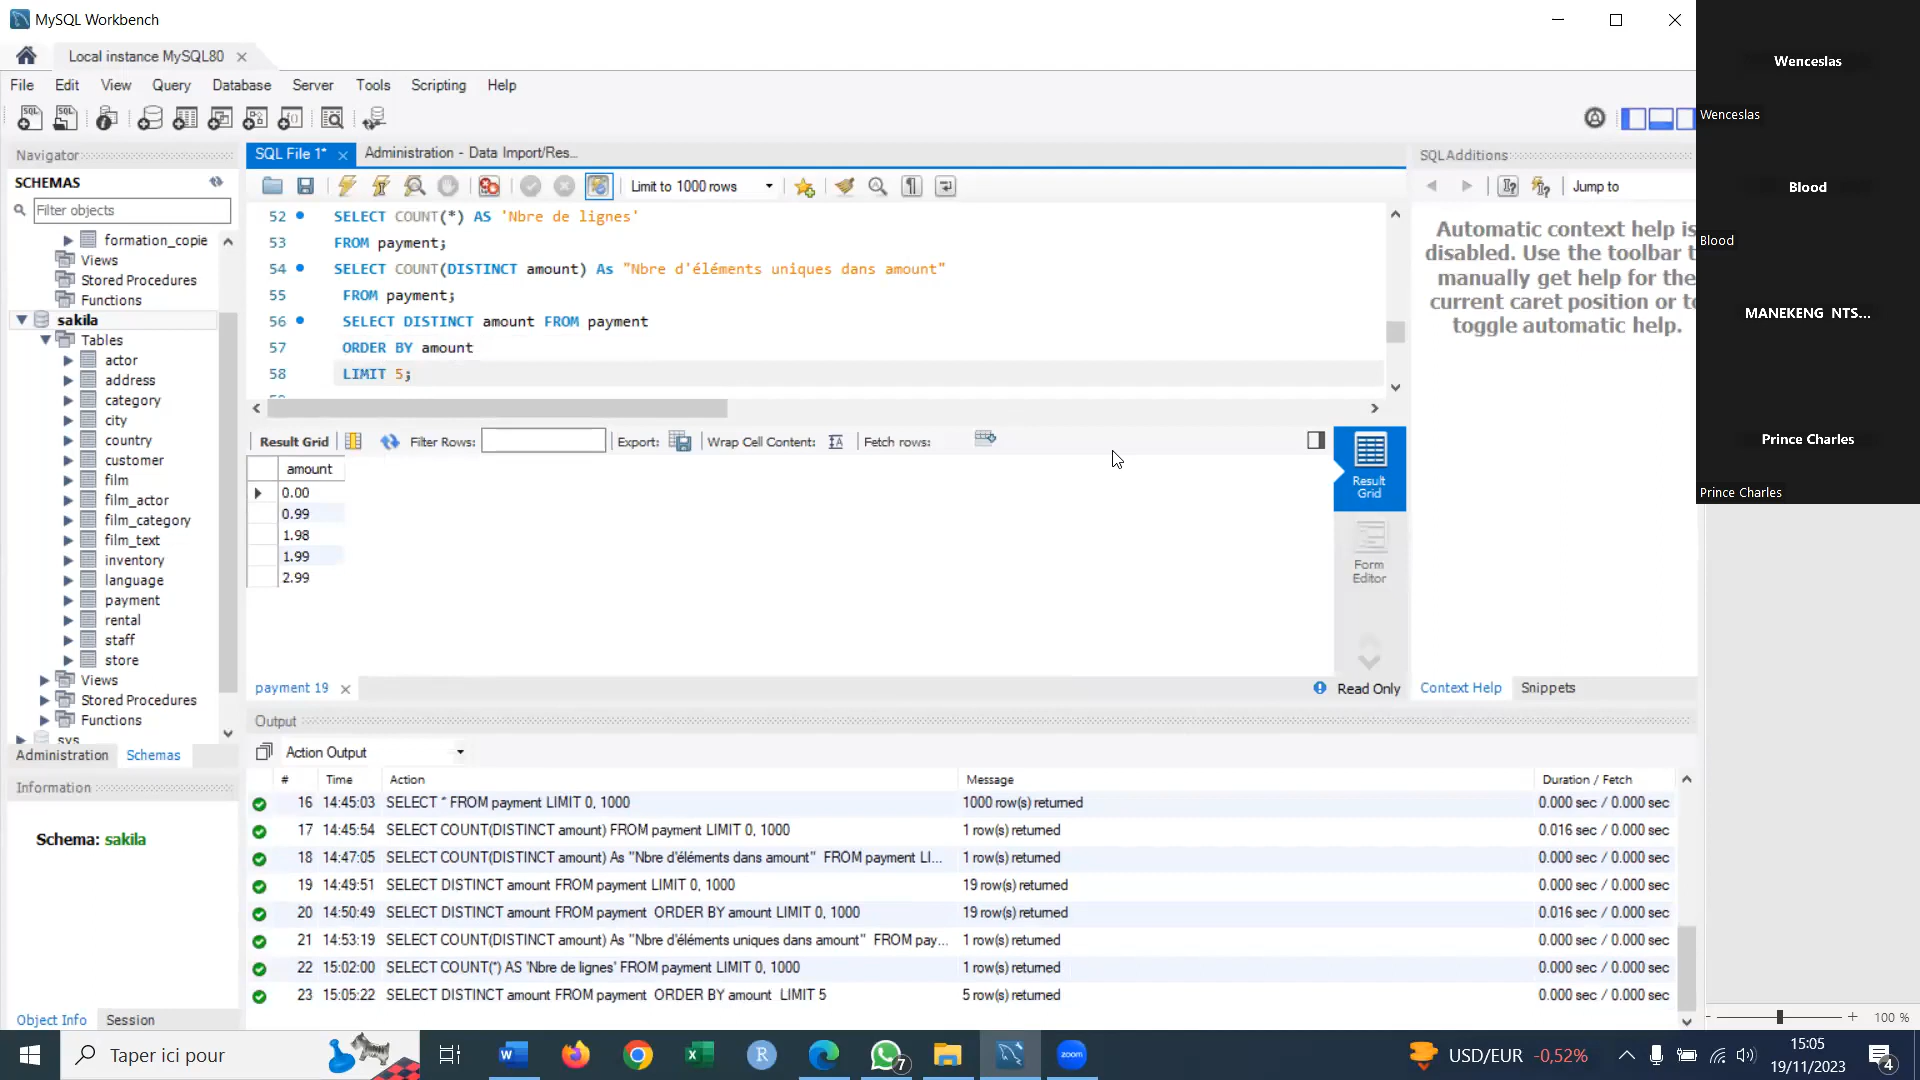 MySQL Workbench
Local instance MySQL80
File Edit View Query Database Server Tools Scripting Help
Navigator
SCHEMAS
Filter objects
formation_copie
Views
Stored Procedures
Functions
sakila
Tables
actor
address
category
city
country
customer
film
film_actor
film_category
film_text
inventory
language
payment
rental
staff
store
Views
Stored Procedures
Functions
sys
Administration Schemas
Information
Schema: sakila
Object Info Session
SQL File 1* Administration - Data Import/Res...
Limit to 1000 rows
52 SELECT COUNT(*) AS 'Nbre de lignes'
53 FROM payment;
54 SELECT COUNT(DISTINCT amount) As "Nbre d'éléments uniques dans amount"
55 FROM payment;
56 SELECT DISTINCT amount FROM payment
57 ORDER BY amount
58 LIMIT 5;
Result Grid Filter Rows: Export: Wrap Cell Content: Fetch rows:
amount
0.00
0.99
1.98
1.99
2.99
Result Grid
Form Editor
payment 19
Read Only
SQLAdditions
Jump to
Automatic context help is
disabled. Use the toolbar t
manually get help for the
current caret position or to
toggle automatic help.
Context Help Snippets
Output
Action Output
# Time Action Message Duration / Fetch
16 14:45:03 SELECT * FROM payment LIMIT 0, 1000 1000 row(s) returned 0.000 sec / 0.000 sec
17 14:45:54 SELECT COUNT(DISTINCT amount) FROM payment LIMIT 0, 1000 1 row(s) returned 0.016 sec / 0.000 sec
18 14:47:05 SELECT COUNT(DISTINCT amount) As "Nbre d'éléments dans amount" FROM payment LI... 1 row(s) returned 0.000 sec / 0.000 sec
19 14:49:51 SELECT DISTINCT amount FROM payment LIMIT 0, 1000 19 row(s) returned 0.000 sec / 0.000 sec
20 14:50:49 SELECT DISTINCT amount FROM payment ORDER BY amount LIMIT 0, 1000 19 row(s) returned 0.016 sec / 0.000 sec
21 14:53:19 SELECT COUNT(DISTINCT amount) As "Nbre d'éléments uniques dans amount" FROM pay... 1 row(s) returned 0.000 sec / 0.000 sec
22 15:02:00 SELECT COUNT(*) AS 'Nbre de lignes' FROM payment LIMIT 0, 1000 1 row(s) returned 0.000 sec / 0.000 sec
23 15:05:22 SELECT DISTINCT amount FROM payment ORDER BY amount LIMIT 5 5 row(s) returned 0.000 sec / 0.000 sec
Wenceslas
Wenceslas
Blood
Blood
MANEKENG NTS...
Prince Charles
Prince Charles
100 %
Taper ici pour
7
zoom
USD/EUR -0,52%
15:05
19/11/2023
4